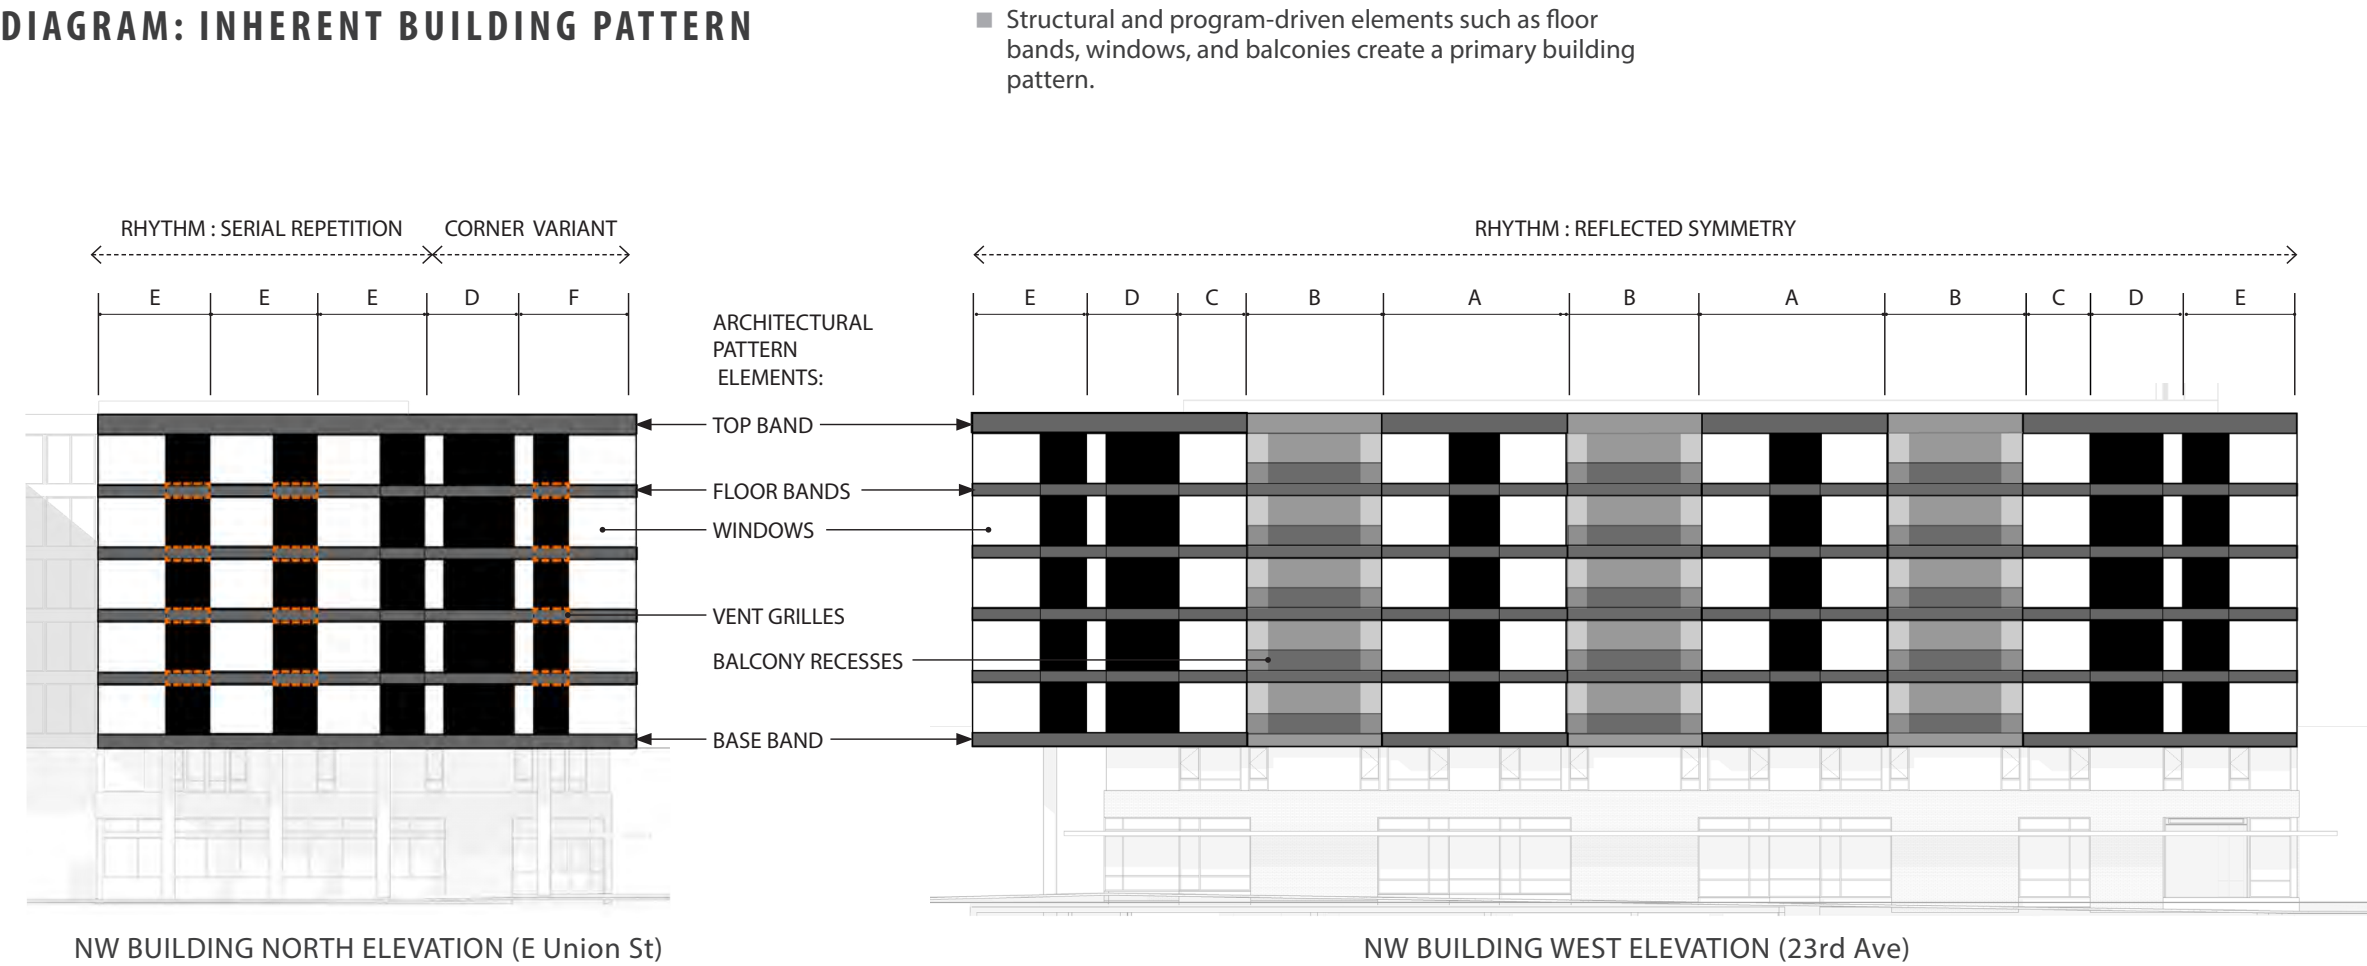 DIAGRAM: INHERENT BUILDING PATTERN
Structural and program-driven elements such as floor
bands, windows, and balconies create a primary building
pattern.
RHYTHM : SERIAL REPETITION
CORNER VARIANT
E E E D F
RHYTHM : REFLECTED SYMMETRY
E D C B A B A B C D E
ARCHITECTURAL
PATTERN
ELEMENTS:
TOP BAND
FLOOR BANDS
WINDOWS
VENT GRILLES
BALCONY RECESSES
BASE BAND
NW BUILDING NORTH ELEVATION (E Union St)
NW BUILDING WEST ELEVATION (23rd Ave)